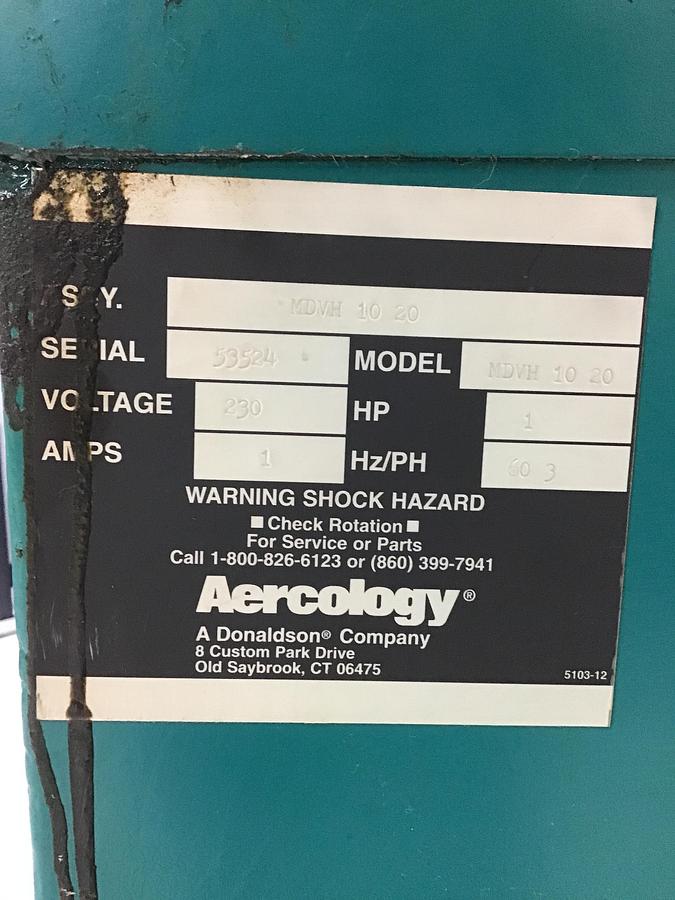 ASSY. MDVH 10 20
SERIAL 53524 MODEL MDVH 10 20
VOLTAGE 230 HP 1
AMPS 1 Hz/PH 60 3
WARNING SHOCK HAZARD
■ Check Rotation ■
For Service or Parts
Call 1-800-826-6123 or (860) 399-7941
Aercology®
A Donaldson® Company
8 Custom Park Drive
Old Saybrook, CT 06475
5103-12